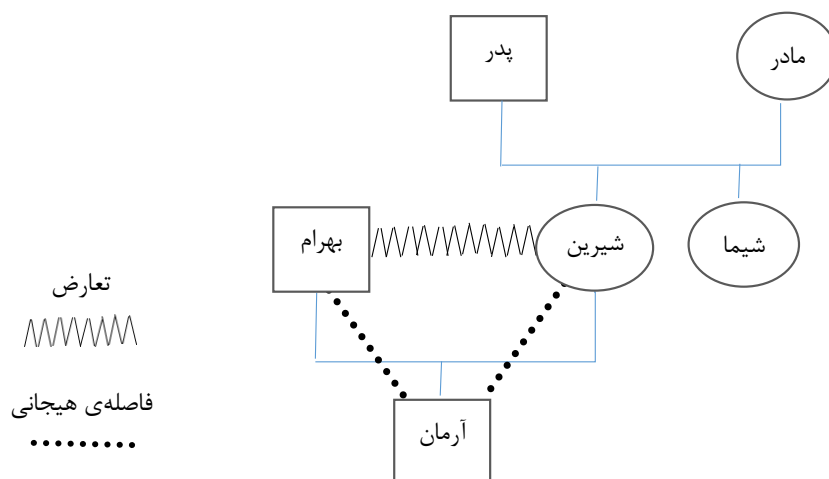 مادر
پدر
شیما
شیرین
بهرام
تعارض
فاصله‌ی هیجانی
آرمان